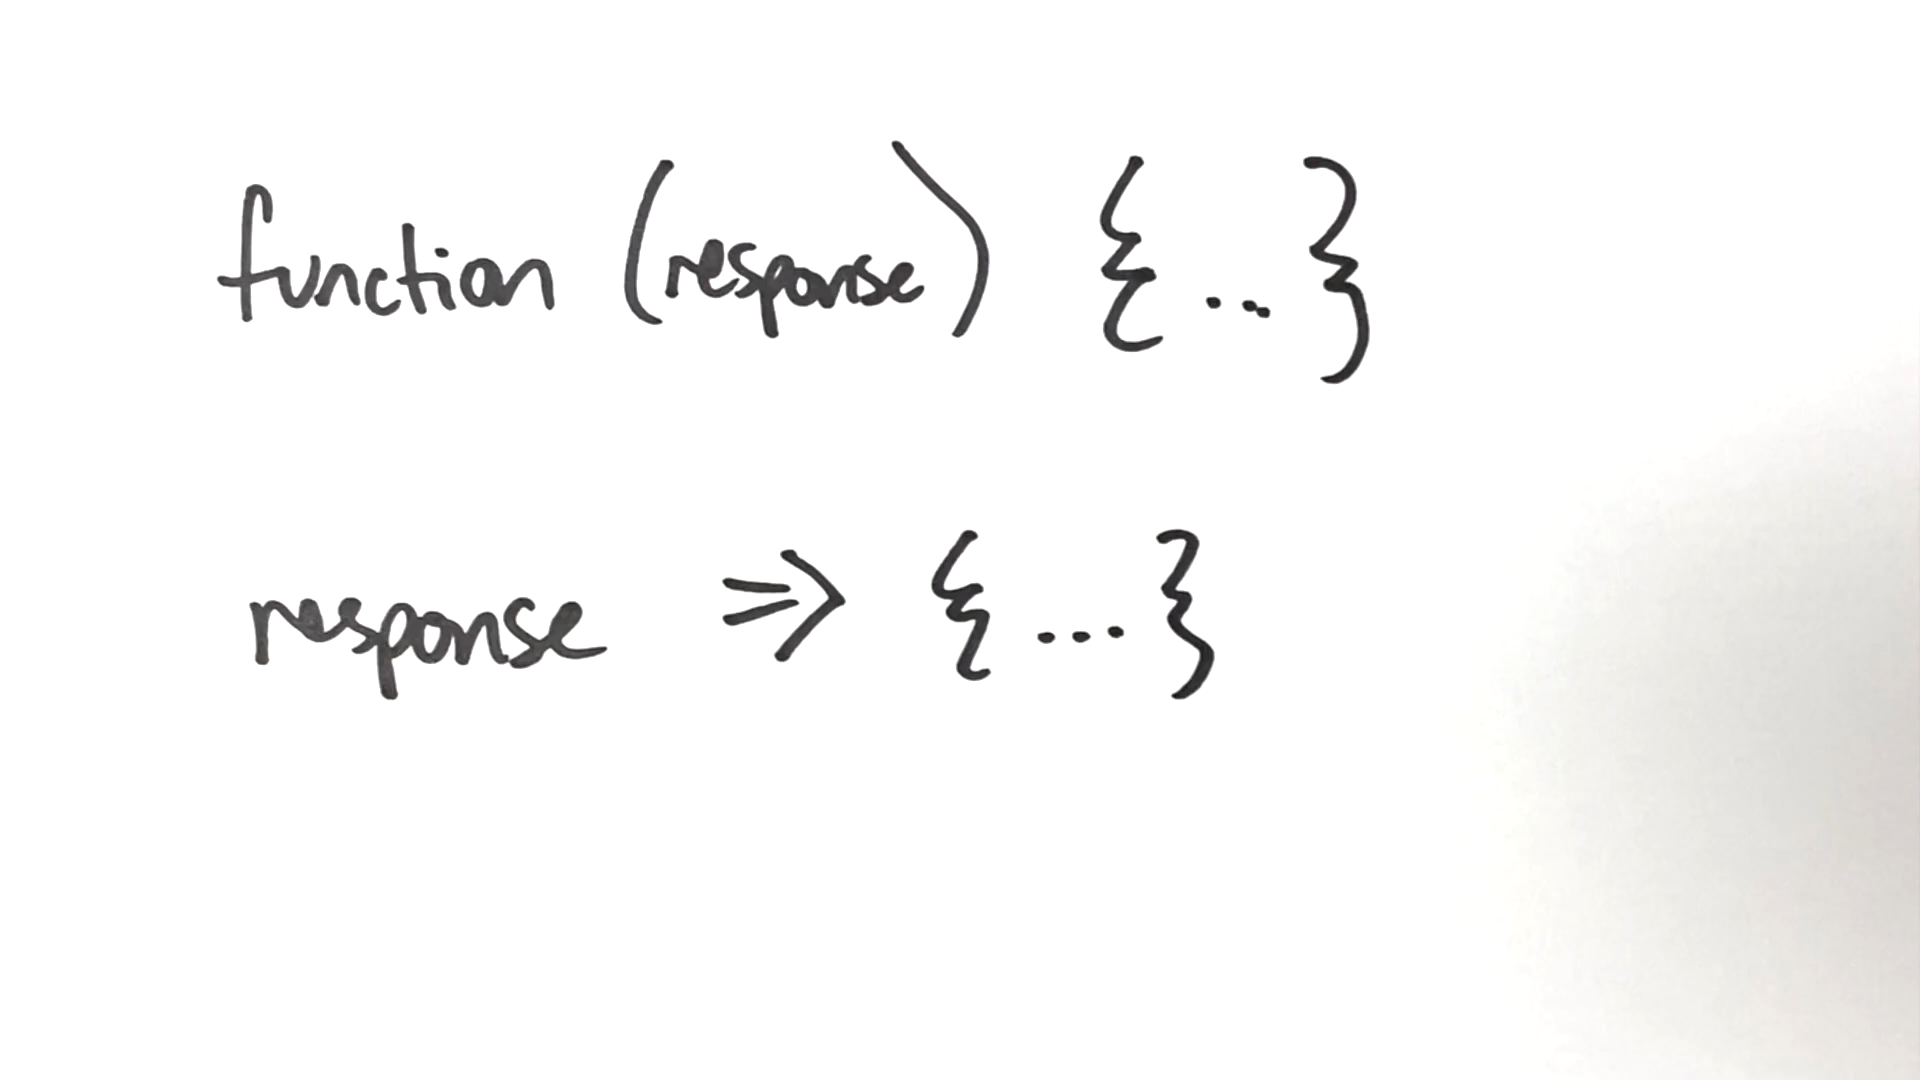 function (response) {...}
response => {...}